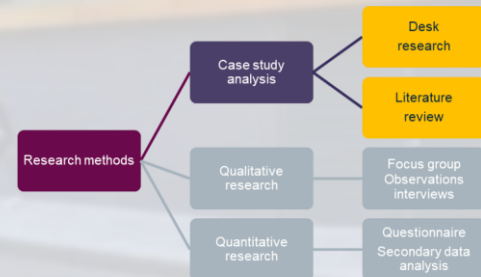 Desk
research
Case study
analysis
Literature
review
Research methods
Qualitative
research
Focus group
Observations
interviews
Quantitative
research
Questionnaire
Secondary data
analysis